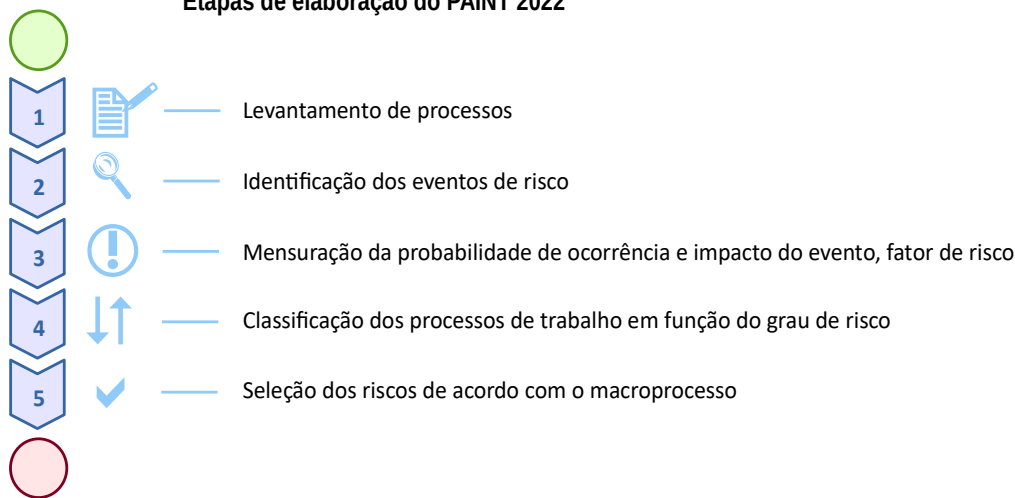 Etapas de elaboração do PAINT 2022
1 Levantamento de processos
2 Identificação dos eventos de risco
3 Mensuração da probabilidade de ocorrência e impacto do evento, fator de risco
4 Classificação dos processos de trabalho em função do grau de risco
5 Seleção dos riscos de acordo com o macroprocesso